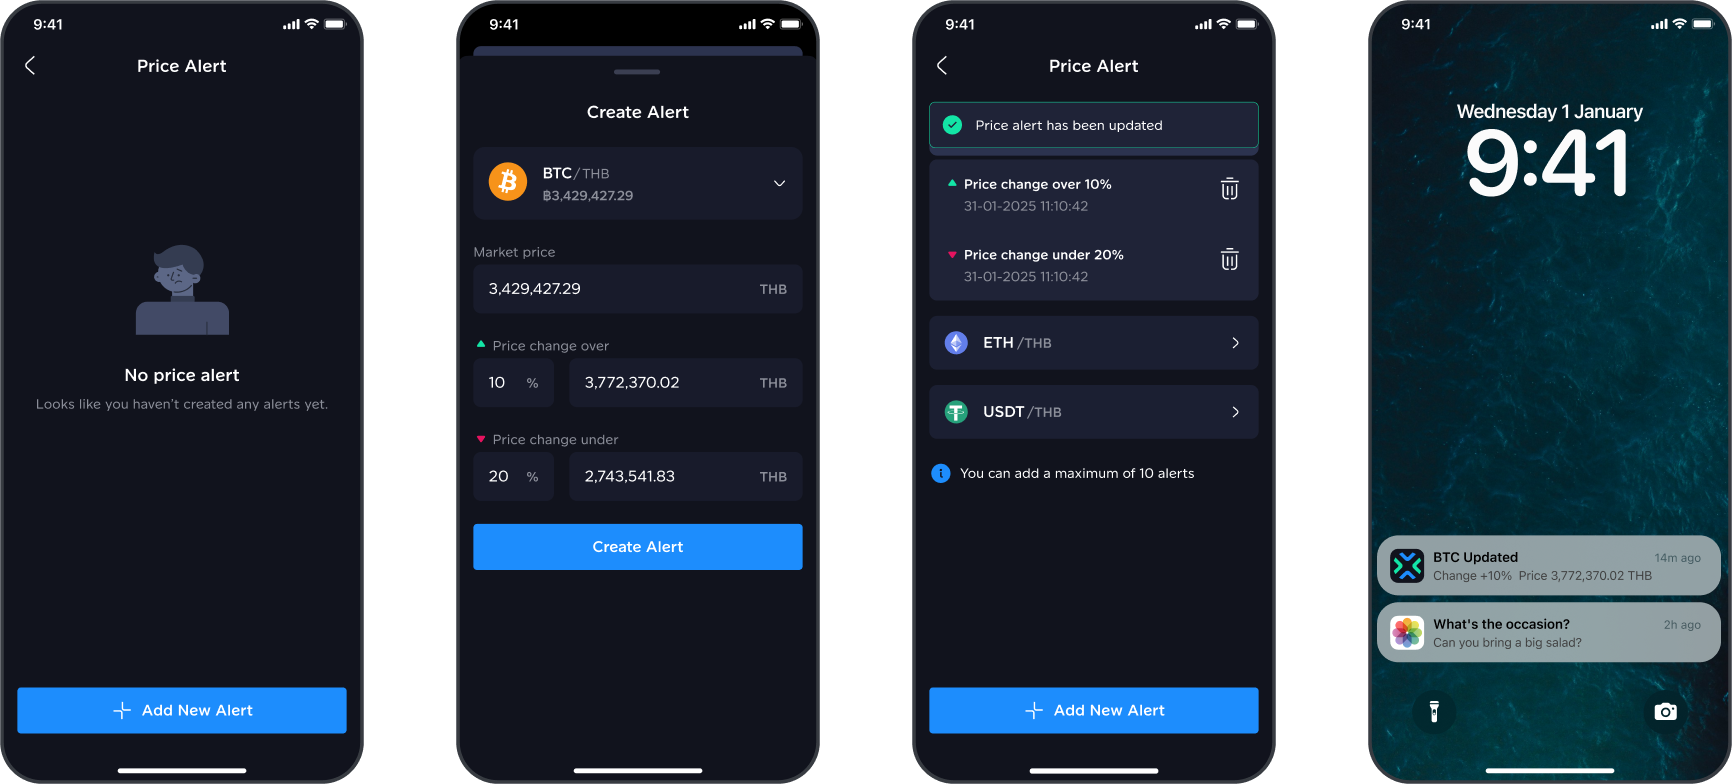 9:41
Price Alert
No price alert
Looks like you haven't created any alerts yet.
Add New Alert
9:41
Create Alert
BTC/THB
฿3,429,427.29
Market price
3,429,427.29 THB
Price change over
10 % 3,772,370.02 THB
Price change under
20 % 2,743,541.83 THB
Create Alert
9:41
Price Alert
Price alert has been updated
Price change over 10%
31-01-2025 11:10:42
Price change under 20%
31-01-2025 11:10:42
ETH /THB
USDT /THB
You can add a maximum of 10 alerts
Add New Alert
9:41
Wednesday 1 January
9:41
BTC Updated 14m ago
Change +10% Price 3,772,370.02 THB
What's the occasion? 2h ago
Can you bring a big salad?